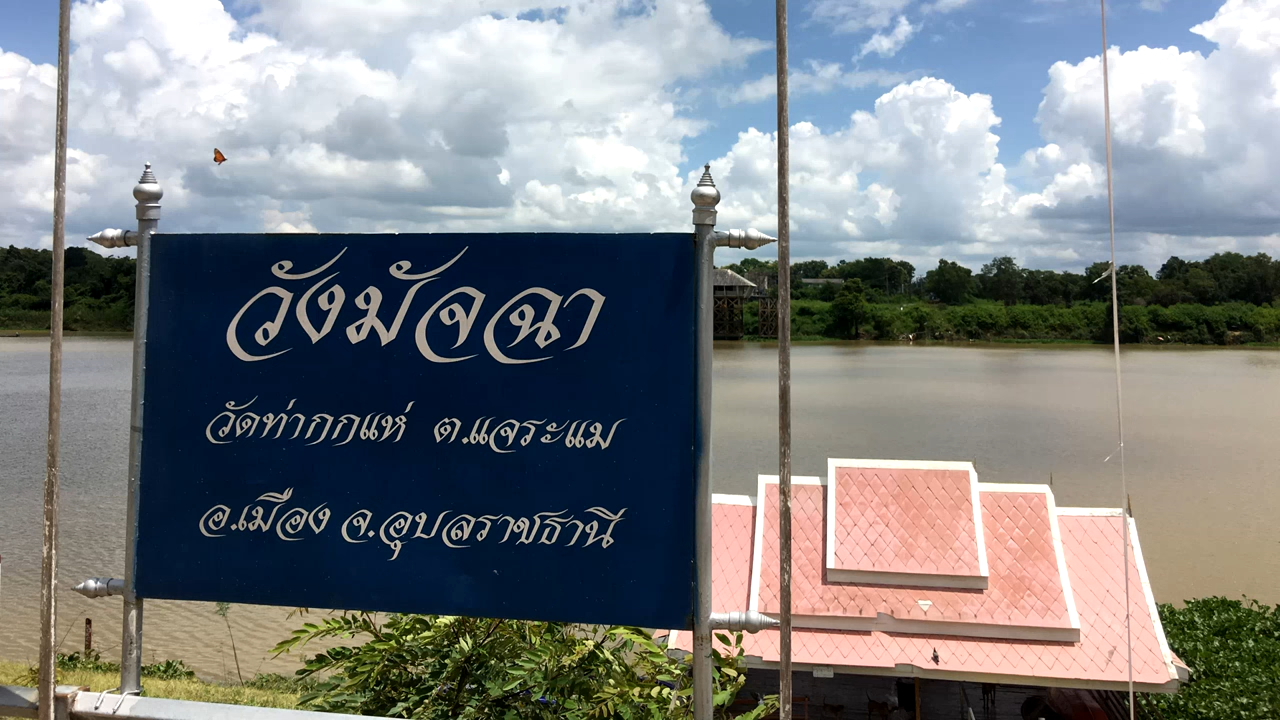 วังมัจฉา
วัดท่ากกแห่ ต.แจระแม
อ.เมือง จ.อุบลราชธานี